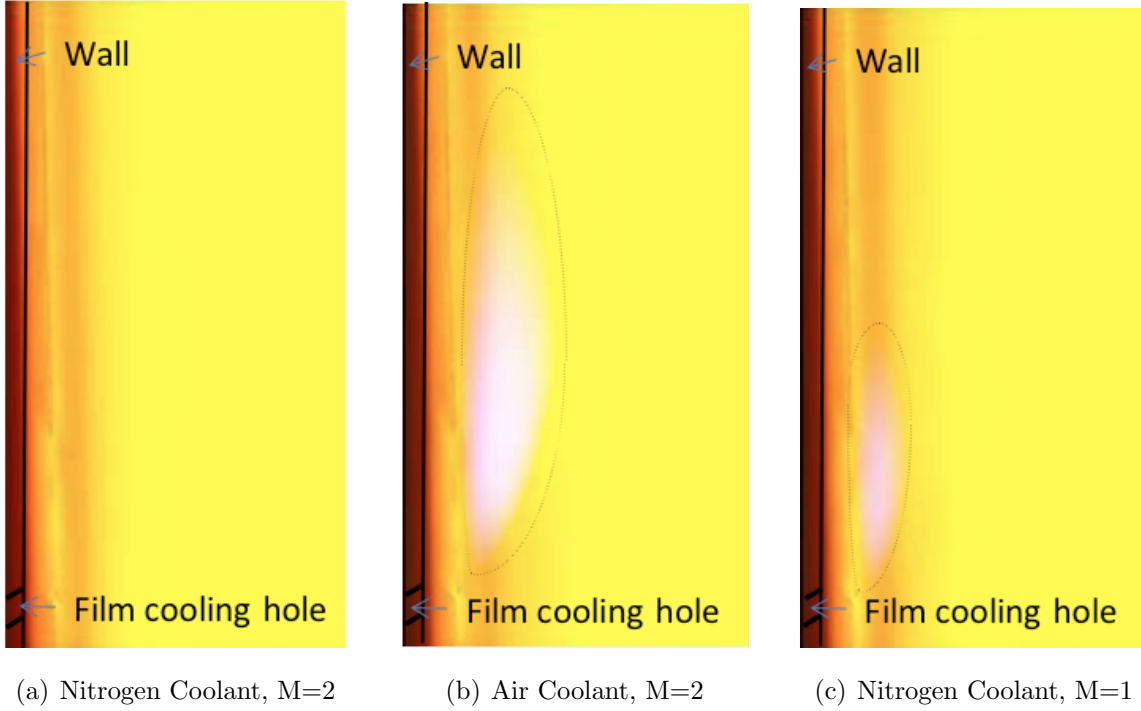 Wall
Film cooling hole
(a) Nitrogen Coolant, M=2
Wall
Film cooling hole
(b) Air Coolant, M=2
Wall
Film cooling hole
(c) Nitrogen Coolant, M=1